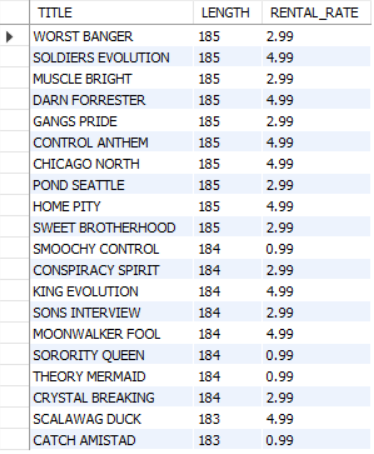 TITLE LENGTH RENTAL_RATE
WORST BANGER 185 2.99
SOLDIERS EVOLUTION 185 4.99
MUSCLE BRIGHT 185 2.99
DARN FORRESTER 185 4.99
GANGS PRIDE 185 2.99
CONTROL ANTHEM 185 4.99
CHICAGO NORTH 185 4.99
POND SEATTLE 185 2.99
HOME PITY 185 4.99
SWEET BROTHERHOOD 185 2.99
SMOOCHY CONTROL 184 0.99
CONSPIRACY SPIRIT 184 2.99
KING EVOLUTION 184 4.99
SONS INTERVIEW 184 2.99
MOONWALKER FOOL 184 4.99
SORORITY QUEEN 184 0.99
THEORY MERMAID 184 0.99
CRYSTAL BREAKING 184 2.99
SCALAWAG DUCK 183 4.99
CATCH AMISTAD 183 0.99